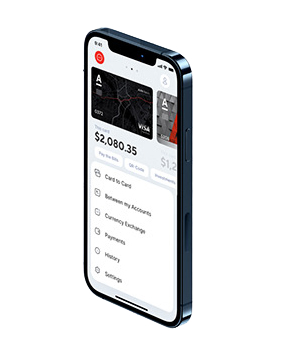 9:41
A
A
5372
VISA
$2,080.35
$1,2
Pay the Bills
QR Code
Investments
Card to Card
Between my Accounts
Currency Exchange
Payments
History
Settings